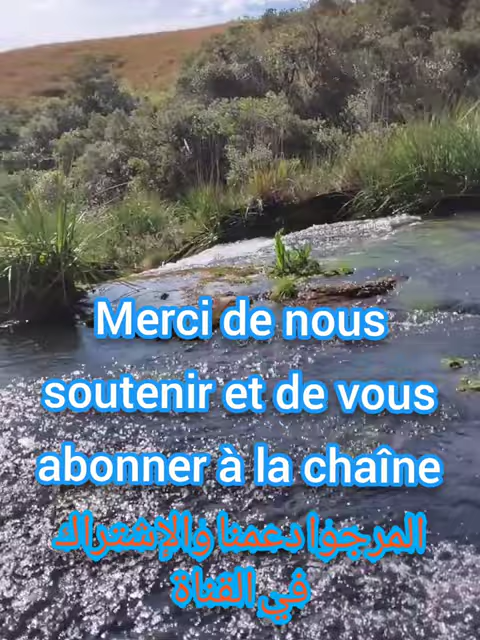 Merci de nous
soutenir et de vous
abonner à la chaîne
المرجوا دعمنا والإشتراك
في القناة